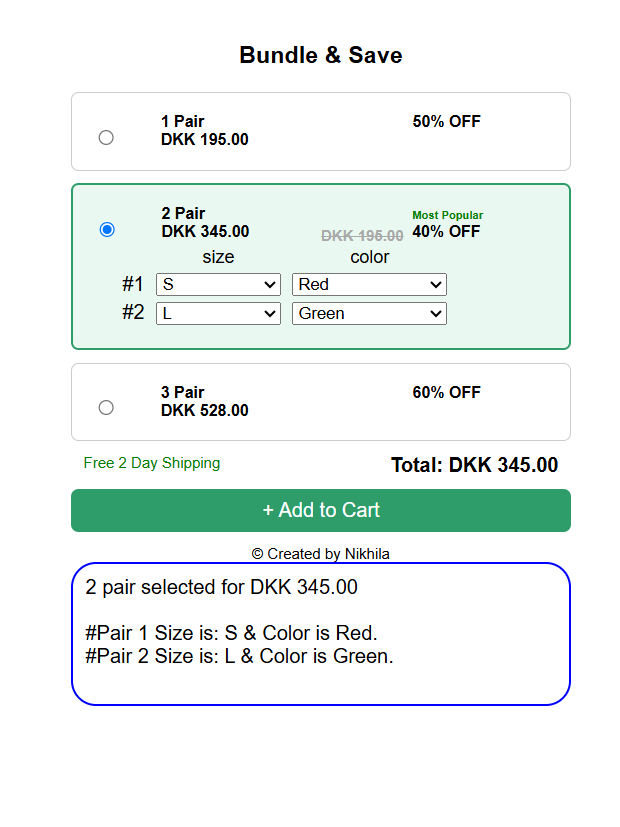 Bundle & Save
1 Pair
50% OFF
DKK 195.00
2 Pair
Most Popular
DKK 345.00
DKK 195.00
40% OFF
size
color
#1
S
Red
#2
L
Green
3 Pair
60% OFF
DKK 528.00
Free 2 Day Shipping
Total: DKK 345.00
+ Add to Cart
© Created by Nikhila
2 pair selected for DKK 345.00
#Pair 1 Size is: S & Color is Red.
#Pair 2 Size is: L & Color is Green.